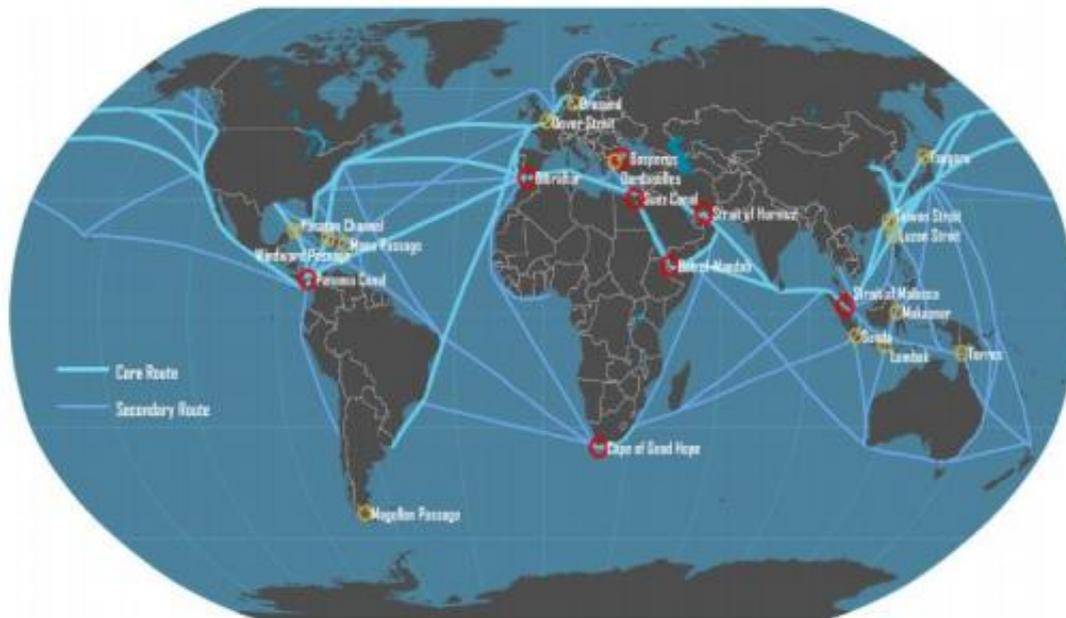 Oresund
Dover Strait
Bosporus
Gibraltar
Dardanelles
Suez Canal
Strait of Hormuz
Tsugaru
Taiwan Strait
Luzon Strait
Yucatan Channel
Windward Passage
Mona Passage
Panama Canal
Bab el-Mandab
Strait of Malacca
Makassar
Sunda
Lombok
Torres
Core Route
Secondary Route
Cape of Good Hope
Magellan Passage